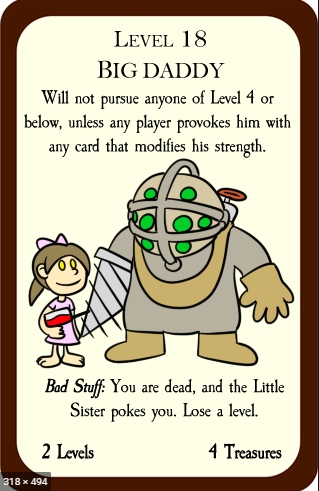 LEVEL 18
BIG DADDY
Will not pursue anyone of Level 4 or
below, unless any player provokes him with
any card that modifies his strength.
Bad Stuff: You are dead, and the Little
Sister pokes you. Lose a level.
2 Levels 4 Treasures
318 × 494